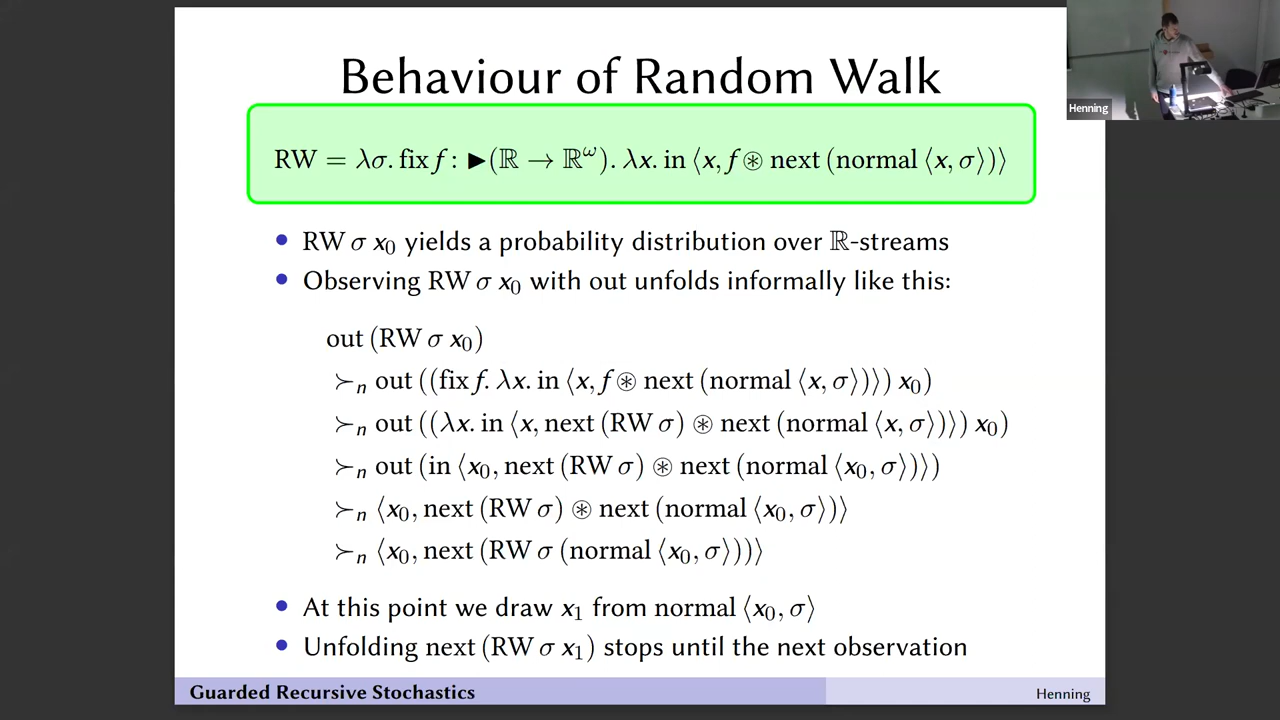 Behaviour of Random Walk
Henning
RW = λσ. fix f : ▶(ℝ → ℝ^ω). λx. in ⟨x, f ⊛ next (normal ⟨x, σ⟩)⟩
• RW σ x₀ yields a probability distribution over ℝ-streams
• Observing RW σ x₀ with out unfolds informally like this:
out (RW σ x₀)
≻ₙ out ((fix f. λx. in ⟨x, f ⊛ next (normal ⟨x, σ⟩)⟩) x₀)
≻ₙ out ((λx. in ⟨x, next (RW σ) ⊛ next (normal ⟨x, σ⟩)⟩) x₀)
≻ₙ out (in ⟨x₀, next (RW σ) ⊛ next (normal ⟨x₀, σ⟩)⟩)
≻ₙ ⟨x₀, next (RW σ) ⊛ next (normal ⟨x₀, σ⟩)⟩
≻ₙ ⟨x₀, next (RW σ (normal ⟨x₀, σ⟩))⟩
• At this point we draw x₁ from normal ⟨x₀, σ⟩
• Unfolding next (RW σ x₁) stops until the next observation
Guarded Recursive Stochastics
Henning